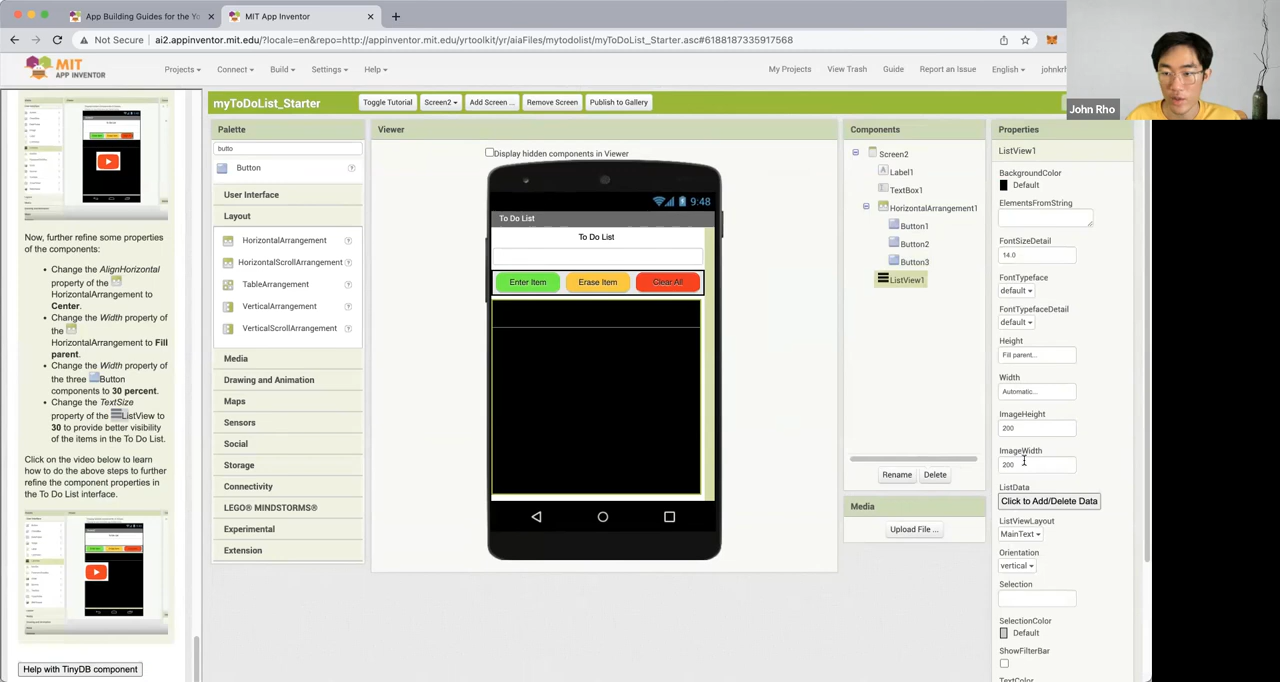 App Building Guides for the Yo
MIT App Inventor
Not Secure
ai2.appinventor.mit.edu/?locale=en&repo=http://appinventor.mit.edu/yrtoolkit/yr/aiaFiles/mytodolist/myToDoList_Starter.asc#6188187335917568
MIT
APP INVENTOR
Projects
Connect
Build
Settings
Help
My Projects
View Trash
Guide
Report an Issue
English
johnkrh
John Rho
myToDoList_Starter
Toggle Tutorial
Screen2
Add Screen ...
Remove Screen
Publish to Gallery
Now, further refine some properties
of the components:
Change the AlignHorizontal
property of the
HorizontalArrangement to
Center.
Change the Width property of
the
HorizontalArrangement to Fill
parent.
Change the Width property of
the three Button
components to 30 percent.
Change the TextSize
property of the ListView to
30 to provide better visibility
of the items in the To Do List.
Click on the video below to learn
how to do the above steps to further
refine the component properties in
the To Do List interface.
Help with TinyDB component
Palette
butto
Button
User Interface
Layout
HorizontalArrangement
HorizontalScrollArrangement
TableArrangement
VerticalArrangement
VerticalScrollArrangement
Media
Drawing and Animation
Maps
Sensors
Social
Storage
Connectivity
LEGO® MINDSTORMS®
Experimental
Extension
Viewer
Display hidden components in Viewer
9:48
To Do List
To Do List
Enter Item
Erase Item
Clear All
Components
Screen2
Label1
TextBox1
HorizontalArrangement1
Button1
Button2
Button3
ListView1
Rename
Delete
Media
Upload File ...
Properties
ListView1
BackgroundColor
Default
ElementsFromString
FontSizeDetail
14.0
FontTypeface
default
FontTypefaceDetail
default
Height
Fill parent...
Width
Automatic...
ImageHeight
200
ImageWidth
200
ListData
Click to Add/Delete Data
ListViewLayout
MainText
Orientation
vertical
Selection
SelectionColor
Default
ShowFilterBar
TextColor